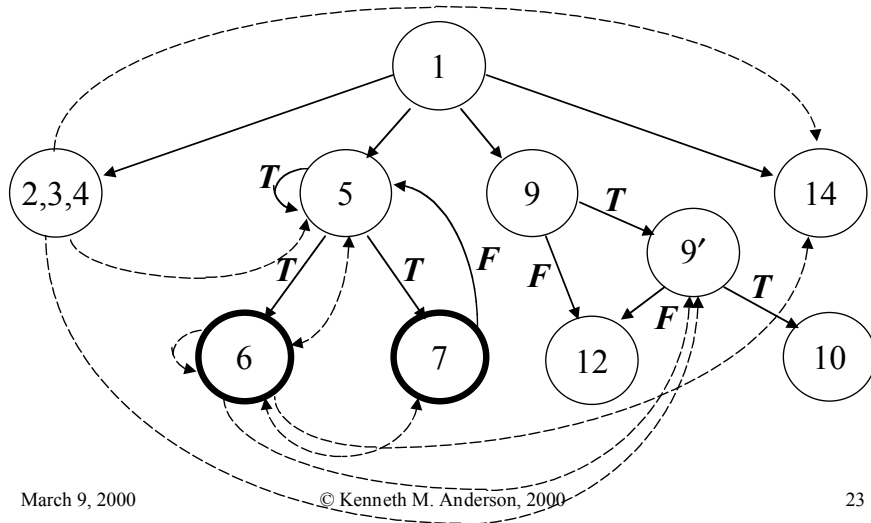 1
2,3,4
T
5
9
T
14
9′
T
T
F
F
F
T
6
7
12
10
March 9, 2000
© Kenneth M. Anderson, 2000
23